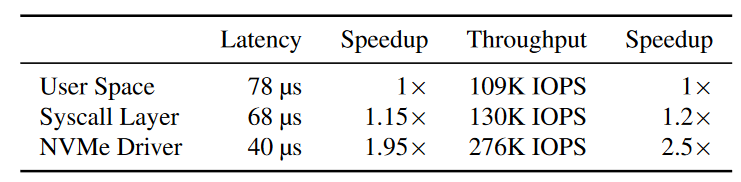 Latency Speedup Throughput Speedup
User Space 78 µs 1× 109K IOPS 1×
Syscall Layer 68 µs 1.15× 130K IOPS 1.2×
NVMe Driver 40 µs 1.95× 276K IOPS 2.5×